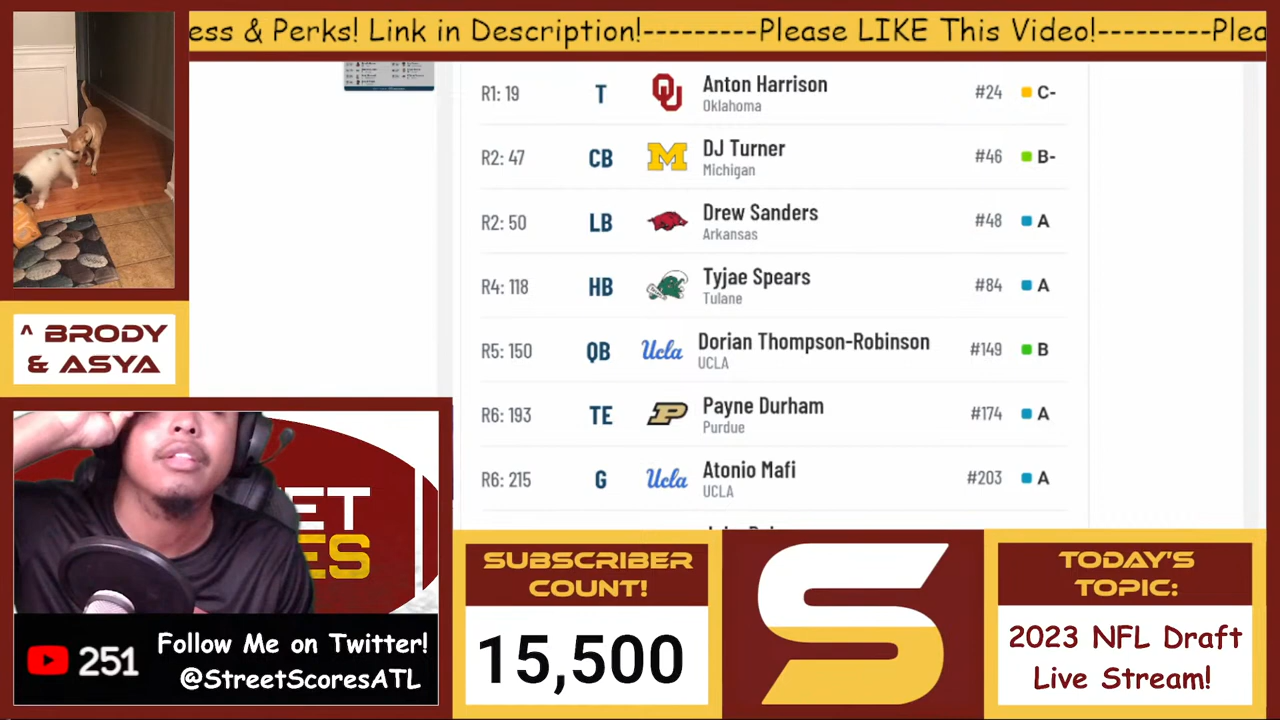 ess & Perks! Link in Description!---------Please LIKE This Video!---------Plea
R1: 19 T OU Anton Harrison #24 C-
Oklahoma
R2: 47 CB M DJ Turner #46 B-
Michigan
R2: 50 LB Drew Sanders #48 A
Arkansas
R4: 118 HB Tyjae Spears #84 A
Tulane
R5: 150 QB Ucla Dorian Thompson-Robinson #149 B
UCLA
R6: 193 TE P Payne Durham #174 A
Purdue
R6: 215 G Ucla Atonio Mafi #203 A
UCLA
^ BRODY
& ASYA
ET
ES
251
Follow Me on Twitter!
@StreetScoresATL
SUBSCRIBER
COUNT!
15,500
S
TODAY'S
TOPIC:
2023 NFL Draft
Live Stream!